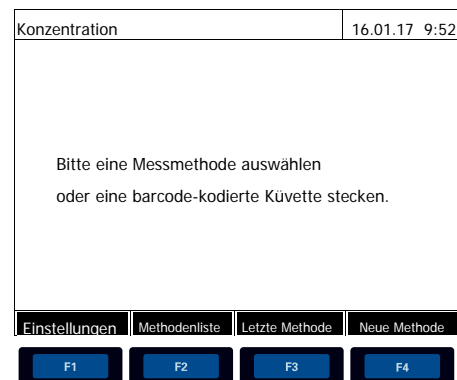 Konzentration 16.01.17 9:52
Bitte eine Messmethode auswählen
oder eine barcode-kodierte Küvette stecken.
Einstellungen Methodenliste Letzte Methode Neue Methode
F1 F2 F3 F4